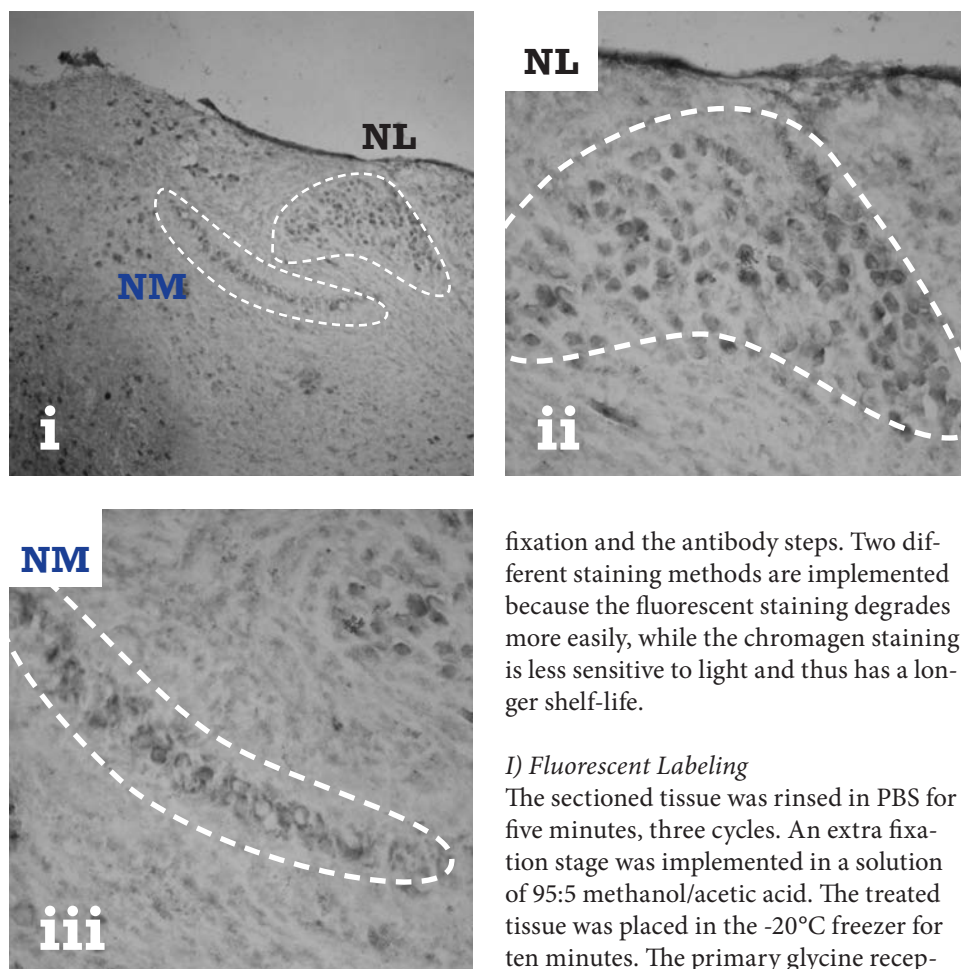 NL
NM
i
NL
ii
NM
iii
fixation and the antibody steps. Two dif-
ferent staining methods are implemented
because the fluorescent staining degrades
more easily, while the chromagen staining
is less sensitive to light and thus has a lon-
ger shelf-life.
I) Fluorescent Labeling
The sectioned tissue was rinsed in PBS for
five minutes, three cycles. An extra fixa-
tion stage was implemented in a solution
of 95:5 methanol/acetic acid. The treated
tissue was placed in the -20°C freezer for
ten minutes. The primary glycine recep-